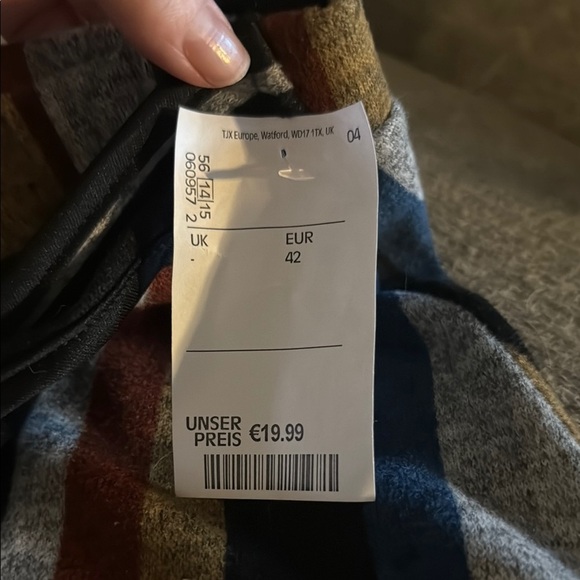 TJX Europe, Watford, WD17 1TX, UK
04
56 14 15
060957 2
UK EUR
- 42
UNSER
PREIS €19.99